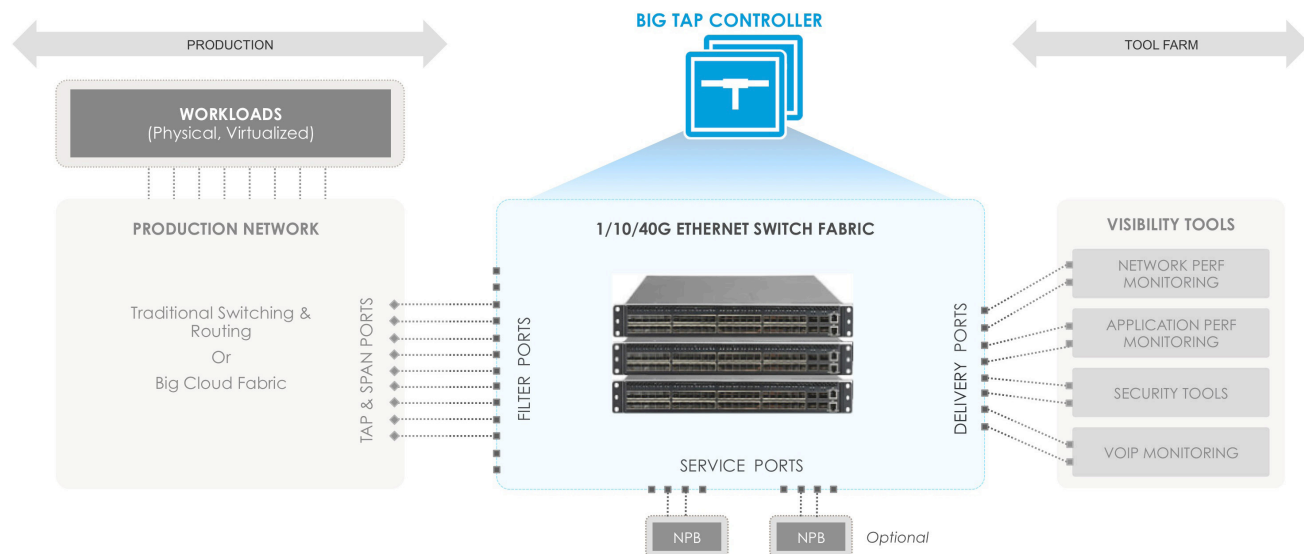 BIG TAP CONTROLLER
PRODUCTION
TOOL FARM
WORKLOADS
(Physical, Virtualized)
PRODUCTION NETWORK
Traditional Switching &
Routing
Or
Big Cloud Fabric
TAP & SPAN PORTS
1/10/40G ETHERNET SWITCH FABRIC
FILTER PORTS
DELIVERY PORTS
SERVICE PORTS
NPB
NPB
Optional
VISIBILITY TOOLS
NETWORK PERF
MONITORING
APPLICATION PERF
MONITORING
SECURITY TOOLS
VOIP MONITORING